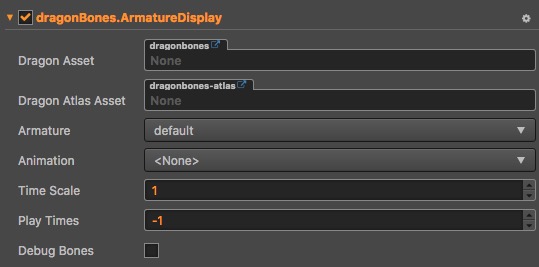 dragonBones.ArmatureDisplay
dragonbones
Dragon Asset None
dragonbones-atlas
Dragon Atlas Asset None
Armature default
Animation <None>
Time Scale 1
Play Times -1
Debug Bones